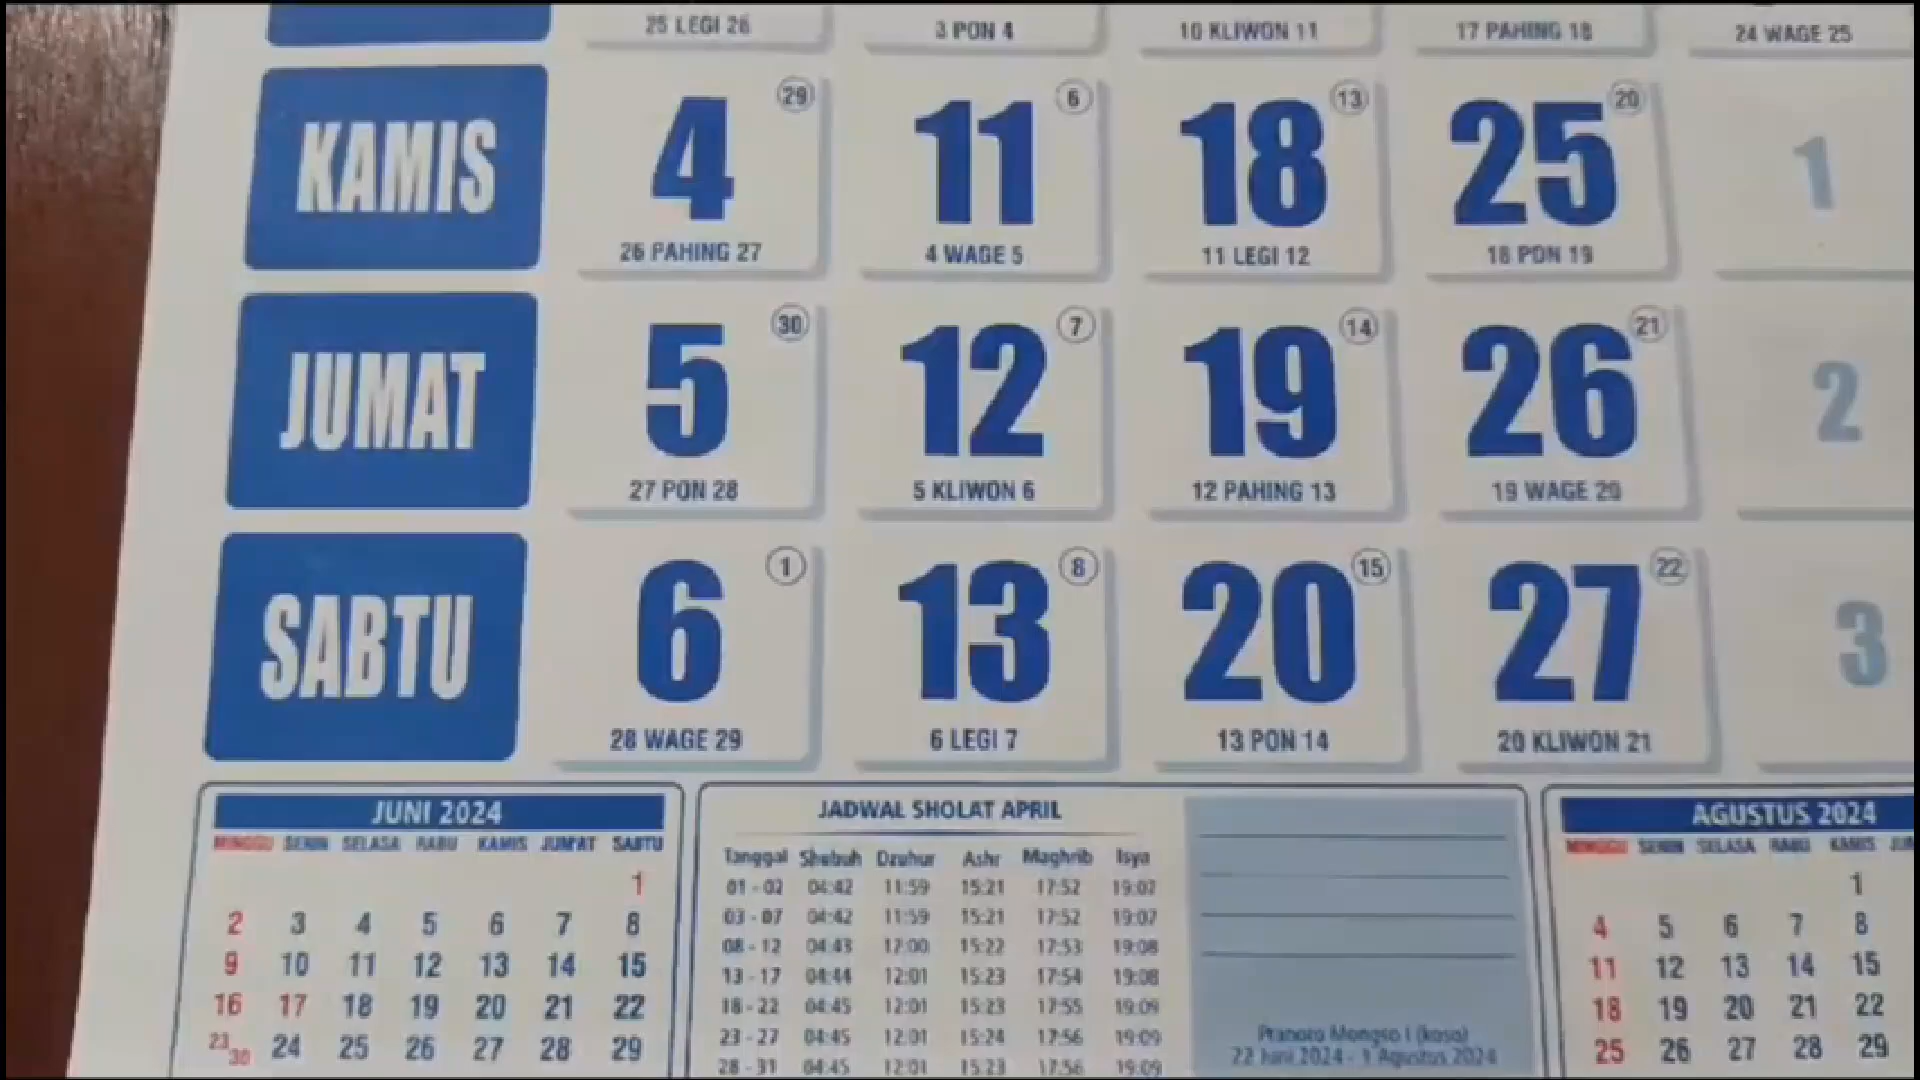 25 LEGI 26 3 PON 4 10 KLIWON 11 17 PAHING 18 24 WAGE 25
KAMIS 4 29 11 6 18 13 25 20 1
26 PAHING 27 4 WAGE 5 11 LEGI 12 18 PON 19
JUMAT 5 30 12 7 19 14 26 21 2
27 PON 28 5 KLIWON 6 12 PAHING 13 19 WAGE 20
SABTU 6 1 13 8 20 15 27 22 3
28 WAGE 29 6 LEGI 7 13 PON 14 20 KLIWON 21
JUNI 2024
MINGGU SENIN SELASA RABU KAMIS JUM'AT SABTU
1
2 3 4 5 6 7 8
9 10 11 12 13 14 15
16 17 18 19 20 21 22
23 30 24 25 26 27 28 29
JADWAL SHOLAT APRIL
Tanggal Shubuh Dzuhur Ashr Maghrib Isya
01 - 02 04:42 11:59 15:21 17:52 19:07
03 - 07 04:42 11:59 15:21 17:52 19:07
08 - 12 04:43 12:00 15:22 17:53 19:08
13 - 17 04:44 12:01 15:23 17:54 19:08
18 - 22 04:45 12:01 15:23 17:55 19:09
23 - 27 04:45 12:01 15:24 17:56 19:09
28 - 31 04:45 12:01 15:23 17:56 19:09
Pranoto Mongso I (kaso)
22 Juni 2024 - 1 Agustus 2024
AGUSTUS 2024
MINGGU SENIN SELASA RABU KAMIS
1
4 5 6 7 8
11 12 13 14 15
18 19 20 21 22
25 26 27 28 29